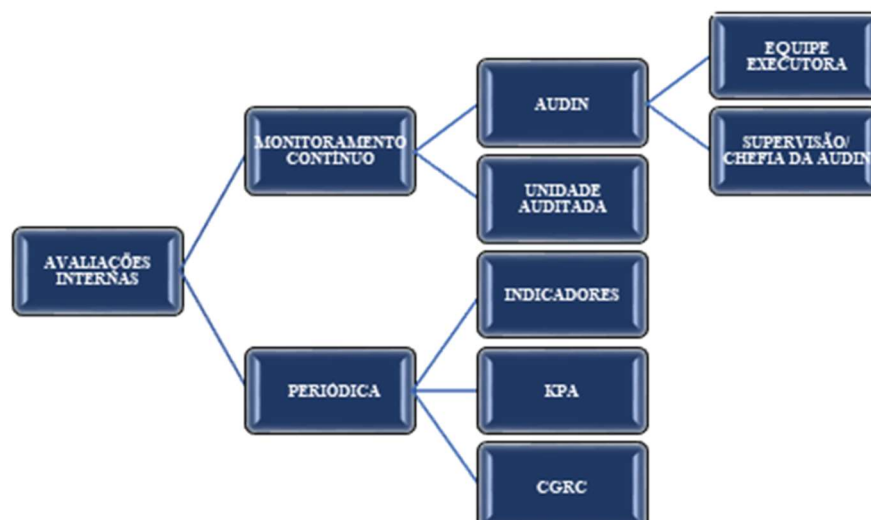 EQUIPE
EXECUTORA
AUDIN
SUPERVISÃO/
CHEFIA DA AUDIN
MONITORAMENTO
CONTÍNUO
UNIDADE
AUDITADA
AVALIAÇÕES
INTERNAS
INDICADORES
PERIÓDICA
KPA
CGRC